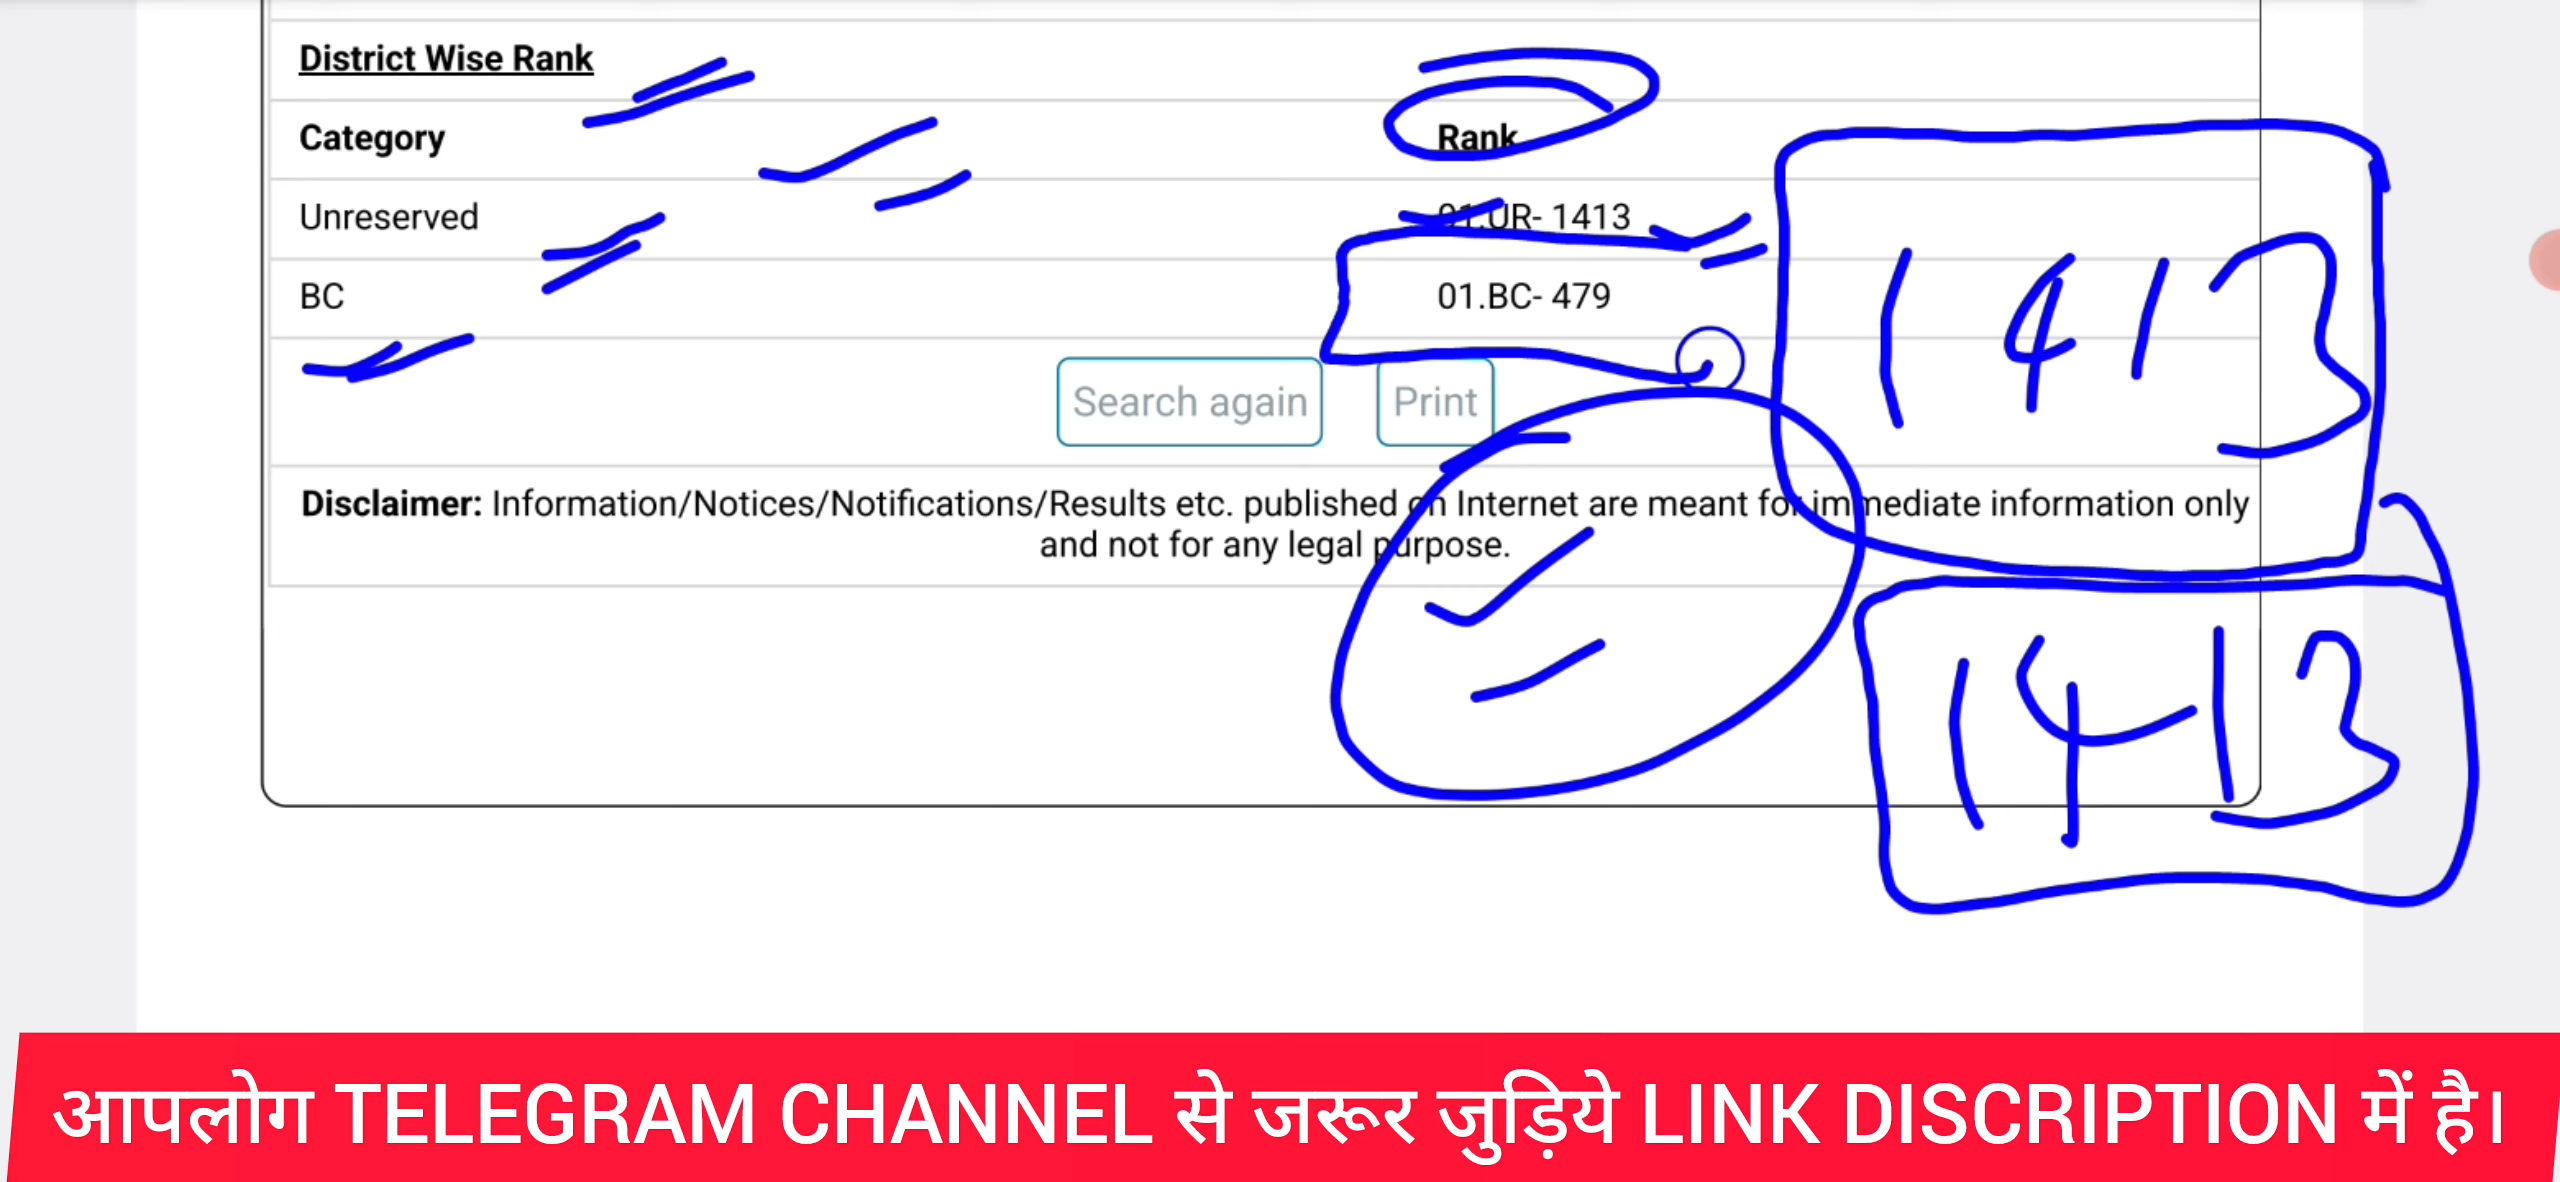 District Wise Rank
Category Rank
Unreserved 01.UR- 1413
BC 01.BC- 479
1413
Search again Print
Disclaimer: Information/Notices/Notifications/Results etc. published on Internet are meant for immediate information only
and not for any legal purpose.
1413
आपलोग TELEGRAM CHANNEL से जरूर जुड़िये LINK DISCRIPTION में है।